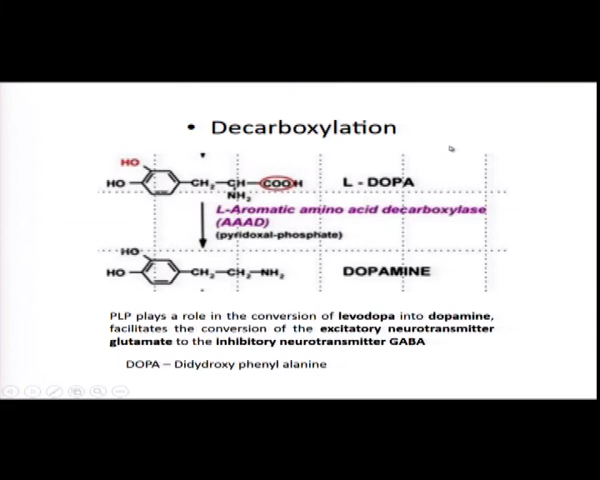 • Decarboxylation
HO
HO CH2 CH COOH L - DOPA
NH2
L-Aromatic amino acid decarboxylase
(AAAD)
(pyridoxal-phosphate)
HO
HO CH2 CH2 NH2 DOPAMINE
PLP plays a role in the conversion of levodopa into dopamine,
facilitates the conversion of the excitatory neurotransmitter
glutamate to the inhibitory neurotransmitter GABA
DOPA – Didydroxy phenyl alanine